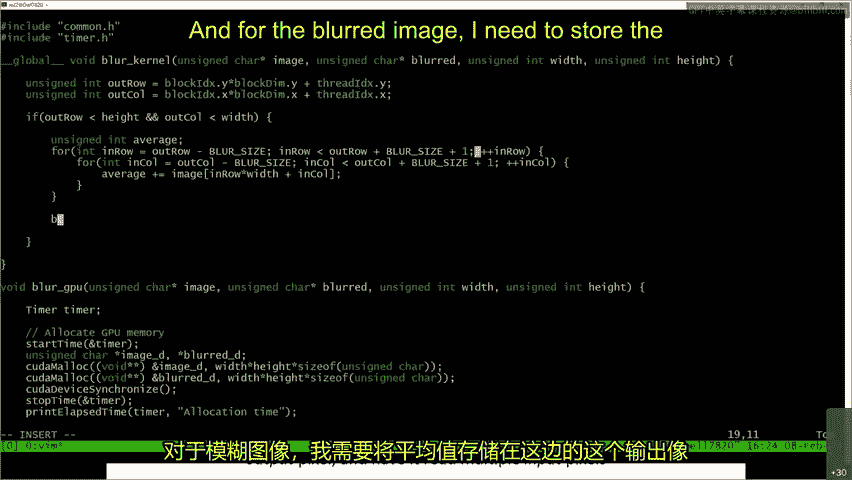 And for the blurred image, I need to store the
#include "common.h"
#include "timer.h"
__global__ void blur_kernel(unsigned char* image, unsigned char* blurred, unsigned int width, unsigned int height) {
unsigned int outRow = blockIdx.y*blockDim.y + threadIdx.y;
unsigned int outCol = blockIdx.x*blockDim.x + threadIdx.x;
if(outRow < height && outCol < width) {
unsigned int average;
for(int inRow = outRow - BLUR_SIZE; inRow < outRow + BLUR_SIZE + 1; ++inRow) {
for(int inCol = outCol - BLUR_SIZE; inCol < outCol + BLUR_SIZE + 1; ++inCol) {
average += image[inRow*width + inCol];
}
}
b
}
}
void blur_gpu(unsigned char* image, unsigned char* blurred, unsigned int width, unsigned int height) {
Timer timer;
// Allocate GPU memory
startTime(&timer);
unsigned char *image_d, *blurred_d;
cudaMalloc((void**) &image_d, width*height*sizeof(unsigned char));
cudaMalloc((void**) &blurred_d, width*height*sizeof(unsigned char));
cudaDeviceSynchronize();
stopTime(&timer);
printElapsedTime(timer, "Allocation time");
-- INSERT -- 19,11
对于模糊图像，我需要将平均值存储在这边的这个输出像
+30